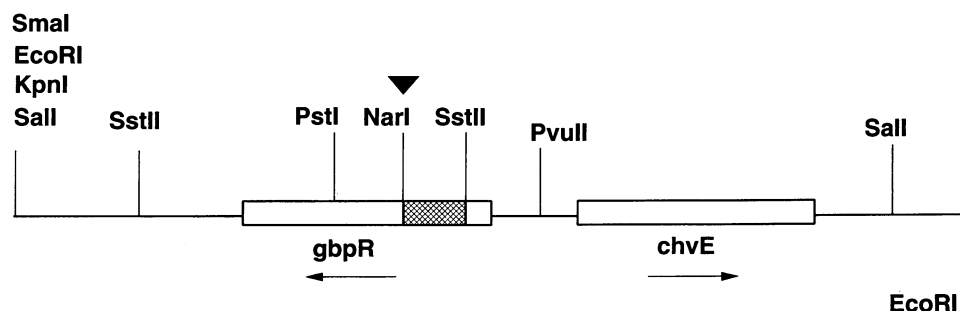 SmaI
EcoRI
KpnI
SalI SstII PstI NarI SstII PvuII SalI
gbpR chvE
EcoRI